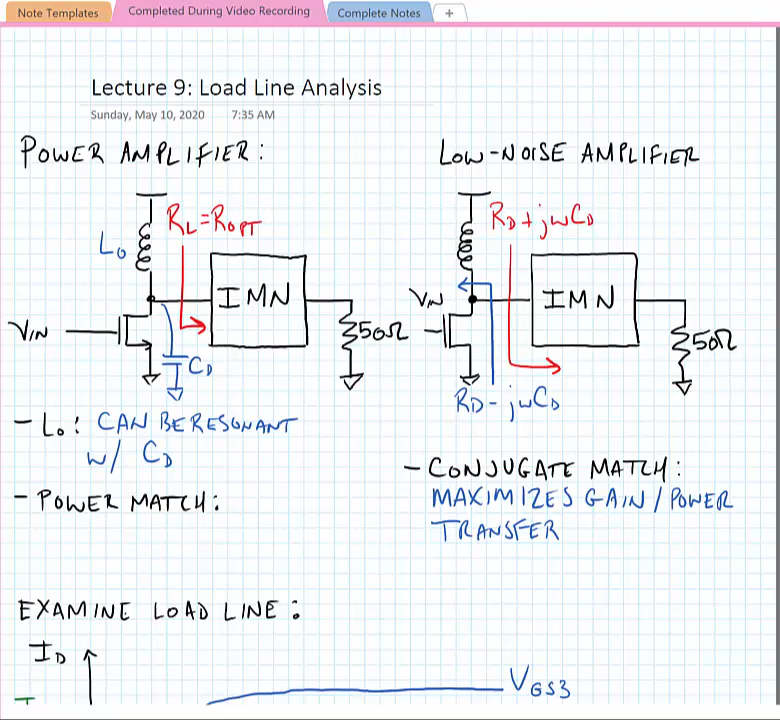 Note Templates
Completed During Video Recording
Complete Notes
+
Lecture 9: Load Line Analysis
Sunday, May 10, 2020 7:35 AM
POWER AMPLIFIER:
LOW-NOISE AMPLIFIER
RL=ROPT
LO
IMN
VIN
50Ω
CD
RD+jwCD
VIN
IMN
50Ω
RD-jwCD
- LO: CAN BE RESONANT
W/ CD
- POWER MATCH:
- CONJUGATE MATCH:
MAXIMIZES GAIN/POWER
TRANSFER
EXAMINE LOAD LINE:
ID
VGS3